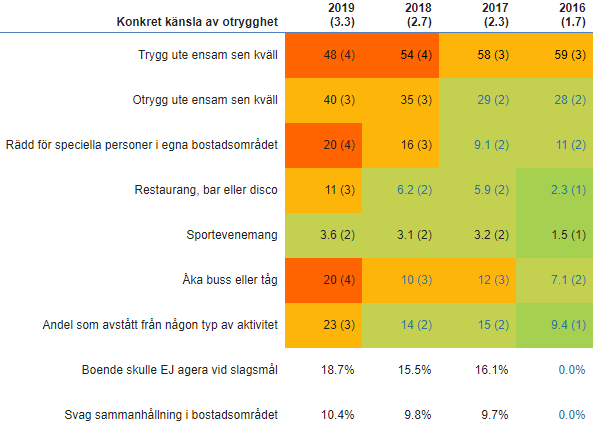 Konkret känsla av otrygghet 2019 (3.3) 2018 (2.7) 2017 (2.3) 2016 (1.7)
Trygg ute ensam sen kväll 48 (4) 54 (4) 58 (3) 59 (3)
Otrygg ute ensam sen kväll 40 (3) 35 (3) 29 (2) 28 (2)
Rädd för speciella personer i egna bostadsområdet 20 (4) 16 (3) 9.1 (2) 11 (2)
Restaurang, bar eller disco 11 (3) 6.2 (2) 5.9 (2) 2.3 (1)
Sportevenemang 3.6 (2) 3.1 (2) 3.2 (2) 1.5 (1)
Åka buss eller tåg 20 (4) 10 (3) 12 (3) 7.1 (2)
Andel som avstått från någon typ av aktivitet 23 (3) 14 (2) 15 (2) 9.4 (1)
Boende skulle EJ agera vid slagsmål 18.7% 15.5% 16.1% 0.0%
Svag sammanhållning i bostadsområdet 10.4% 9.8% 9.7% 0.0%